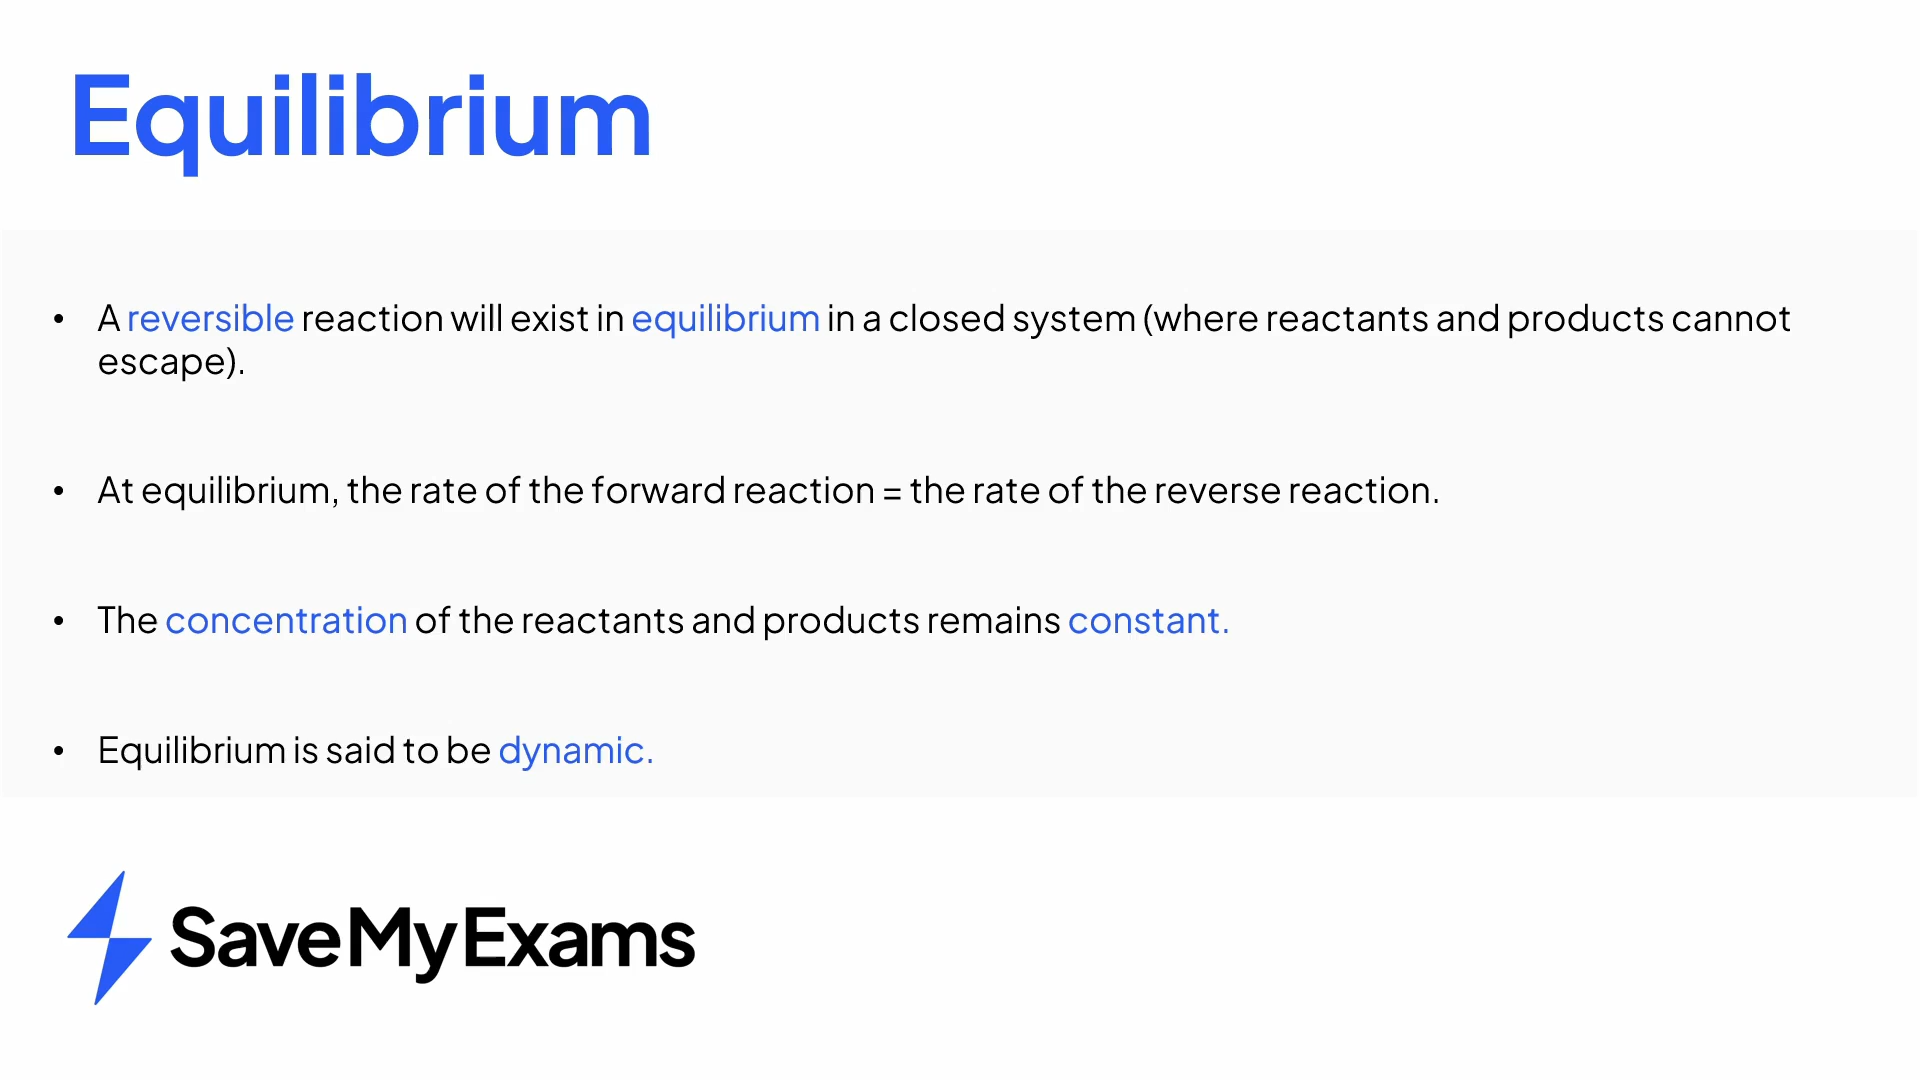 Equilibrium
• A reversible reaction will exist in equilibrium in a closed system (where reactants and products cannot
escape).
• At equilibrium, the rate of the forward reaction = the rate of the reverse reaction.
• The concentration of the reactants and products remains constant.
• Equilibrium is said to be dynamic.
SaveMyExams